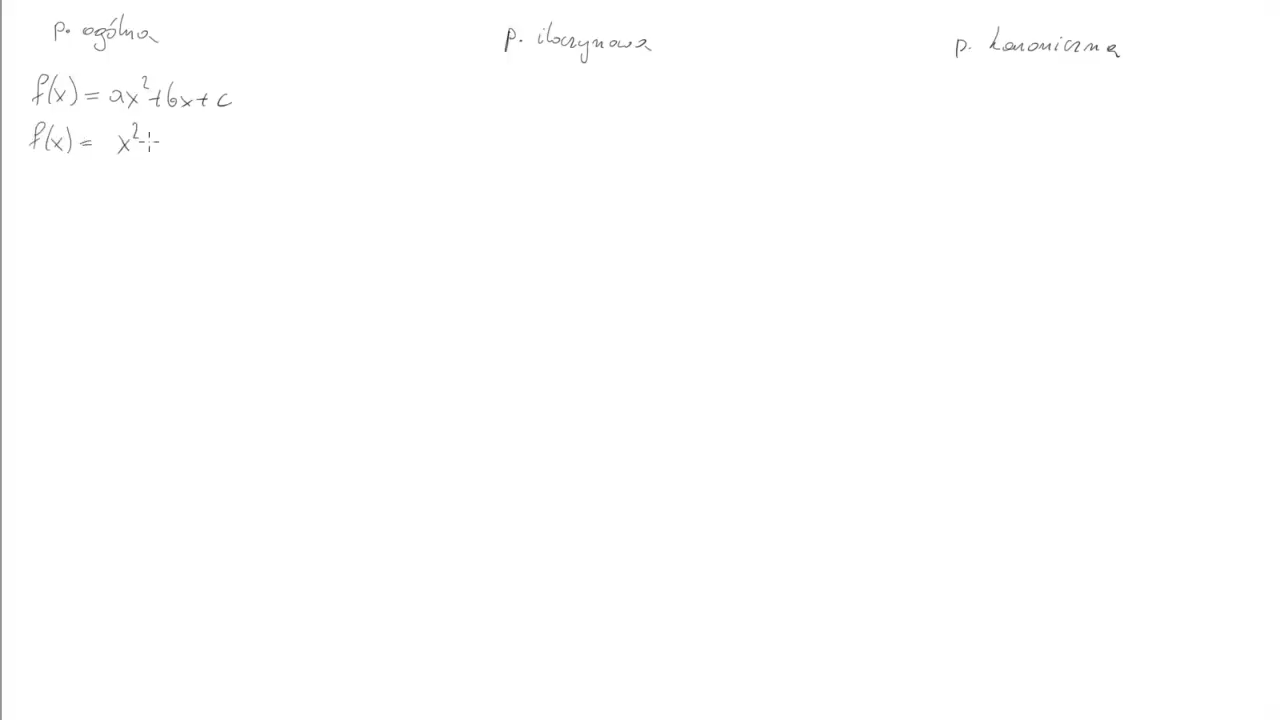 p. ogólna
p. iloczynowa
p. kanoniczna
f(x) = ax²+bx+c
f(x) = x²+